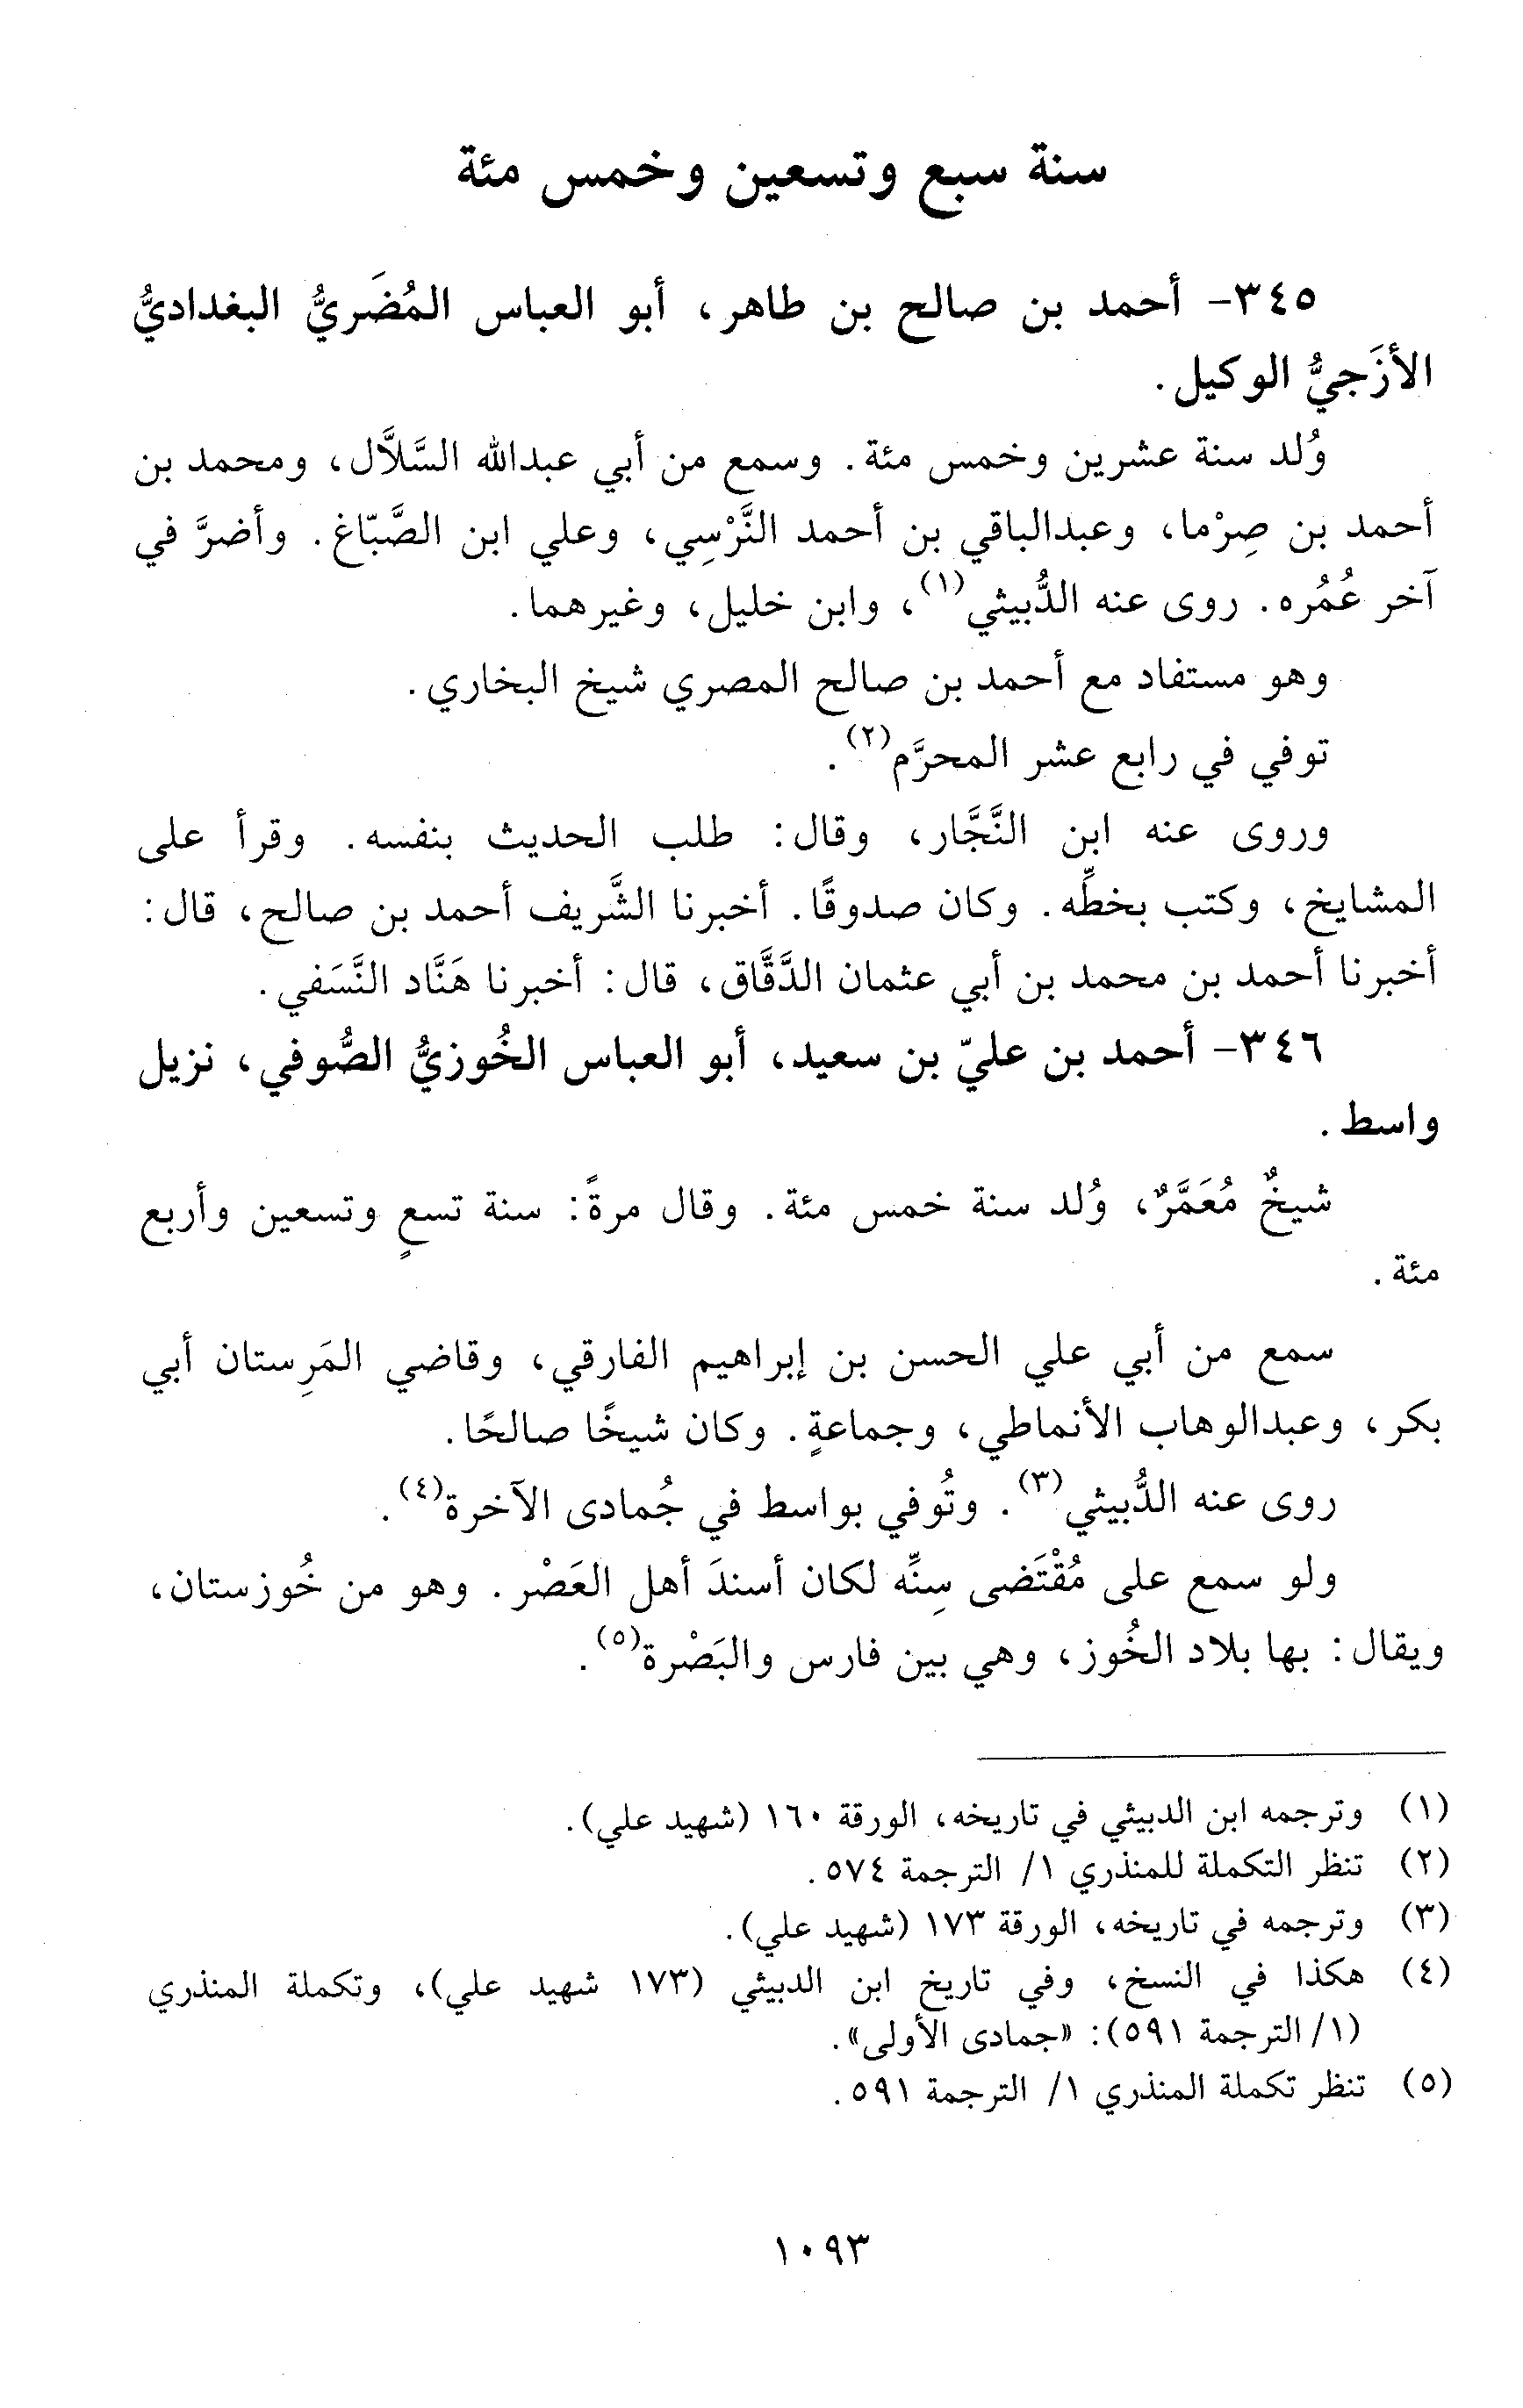 سنة سبع وتسعين وخمس مئة
٣٤٥- أحمد بن صالح بن طاهر، أبو العباس المُضَريُّ البغداديُّ
الأزَجيُّ الوكيل.
وُلد سنة عشرين وخمس مئة. وسمع من أبي عبدالله السَّلاَّل، ومحمد بن
أحمد بن صِرْما، وعبدالباقي بن أحمد النَّرْسِي، وعلي ابن الصَّبّاغ. وأضرَّ في
آخر عُمُره. روى عنه الدُّبيثي(١)، وابن خليل، وغيرهما.
وهو مستفاد مع أحمد بن صالح المصري شيخ البخاري.
توفي في رابع عشر المحرَّم(٢).
وروى عنه ابن النَّجَّار، وقال: طلب الحديث بنفسه. وقرأ على
المشايخ، وكتب بخطِّه. وكان صدوقًا. أخبرنا الشَّريف أحمد بن صالح، قال:
أخبرنا أحمد بن محمد بن أبي عثمان الدَّقَّاق، قال: أخبرنا هَنَّاد النَّسَفي.
٣٤٦- أحمد بن عليّ بن سعيد، أبو العباس الخُوزيُّ الصُّوفي، نزيل
واسط.
شيخٌ مُعَمَّرٌ، وُلد سنة خمس مئة. وقال مرةً: سنة تسعٍ وتسعين وأربع
مئة.
سمع من أبي علي الحسن بن إبراهيم الفارقي، وقاضي المَرِستان أبي
بكر، وعبدالوهاب الأنماطي، وجماعةٍ. وكان شيخًا صالحًا.
روى عنه الدُّبيثي(٣). وتُوفي بواسط في جُمادى الآخرة(٤).
ولو سمع على مُقْتَضى سِنِّه لكان أسندَ أهل العَصْر. وهو من خُوزستان،
ويقال: بها بلاد الخُوز، وهي بين فارس والبَصْرة(٥).
(١) وترجمه ابن الدبيثي في تاريخه، الورقة ١٦٠ (شهيد علي).
(٢) تنظر التكملة للمنذري ١/ الترجمة ٥٧٤.
(٣) وترجمه في تاريخه، الورقة ١٧٣ (شهيد علي).
(٤) هكذا في النسخ، وفي تاريخ ابن الدبيثي (١٧٣ شهيد علي)، وتكملة المنذري
(١/ الترجمة ٥٩١): «جمادى الأولى».
(٥) تنظر تكملة المنذري ١/ الترجمة ٥٩١.
١٠٩٣